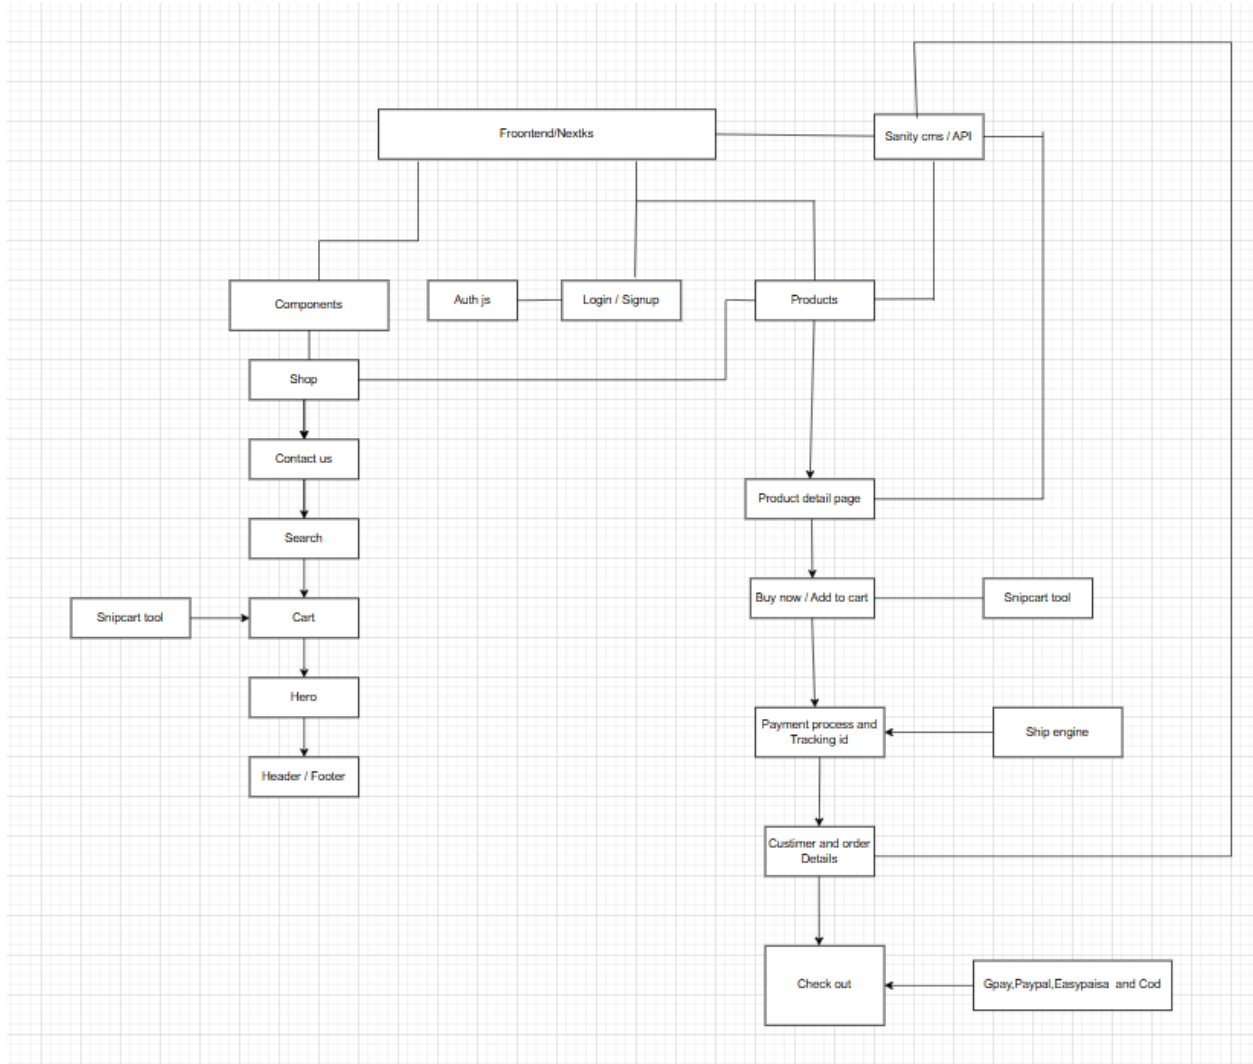 Froontend/Nextks
Sanity cms / API
Components
Auth js
Login / Signup
Products
Shop
Contact us
Search
Snipcart tool
Cart
Hero
Header / Footer
Product detail page
Buy now / Add to cart
Snipcart tool
Payment process and
Tracking id
Ship engine
Custimer and order
Details
Check out
Gpay,Paypal,Easypaisa and Cod